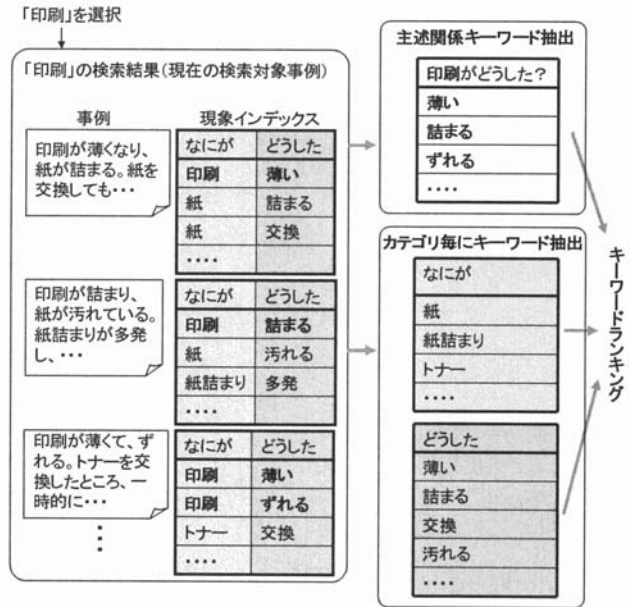 「印刷」を選択
「印刷」の検索結果(現在の検索対象事例)
事例
現象インデックス
印刷が薄くなり、
紙が詰まる。紙を
交換しても・・・
なにが どうした
印刷 薄い
紙 詰まる
紙 交換
・・・・
印刷が詰まり、
紙が汚れている。
紙詰まりが多発
し、・・・
なにが どうした
印刷 詰まる
紙 汚れる
紙詰まり 多発
・・・・
印刷が薄くて、ず
れる。トナーを交
換したところ、一
時的に・・・
なにが どうした
印刷 薄い
印刷 ずれる
トナー 交換
・・・・
主述関係キーワード抽出
印刷がどうした?
薄い
詰まる
ずれる
・・・・
カテゴリ毎にキーワード抽出
なにが
紙
紙詰まり
トナー
・・・・
どうした
薄い
詰まる
交換
汚れる
・・・・
キーワードランキング